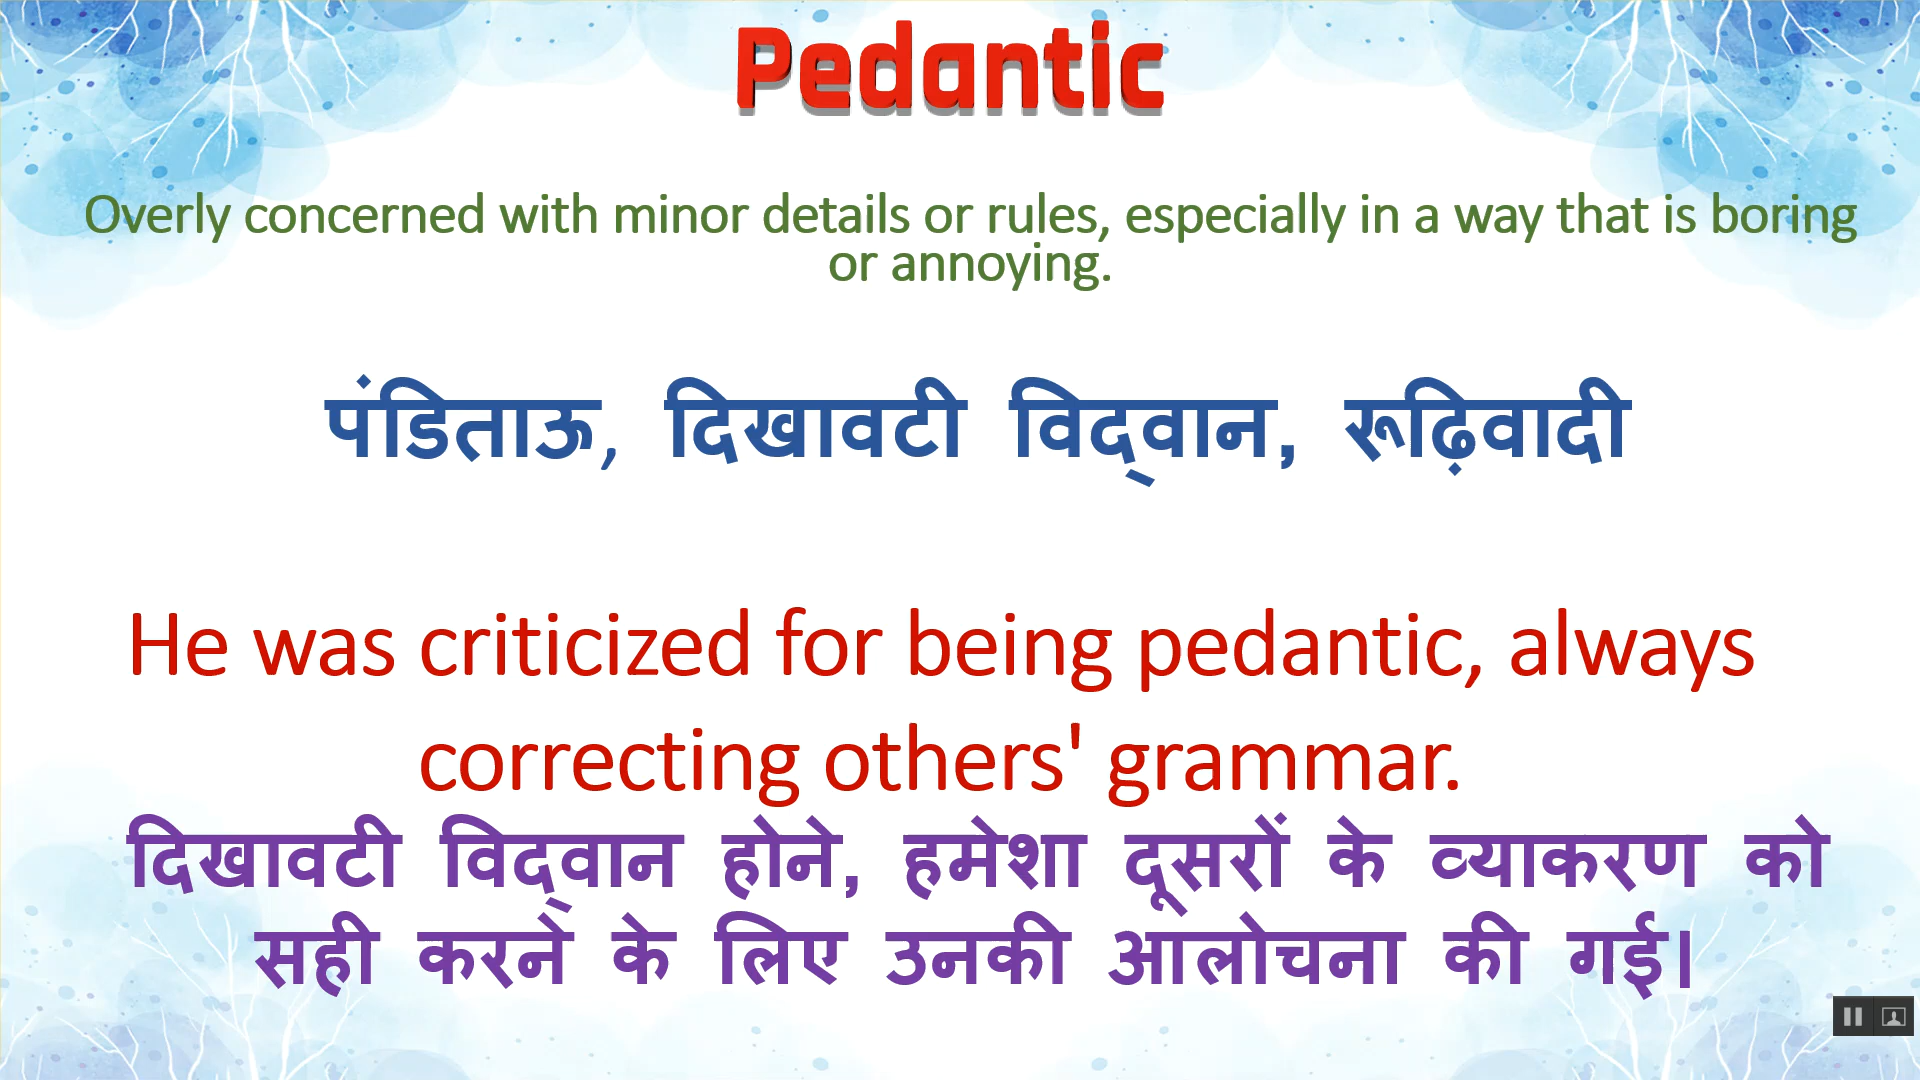 Pedantic
Overly concerned with minor details or rules, especially in a way that is boring
or annoying.
पंडिताऊ, दिखावटी विद्वान, रूढ़िवादी
He was criticized for being pedantic, always
correcting others' grammar.
दिखावटी विद्वान होने, हमेशा दूसरों के व्याकरण को
सही करने के लिए उनकी आलोचना की गई।